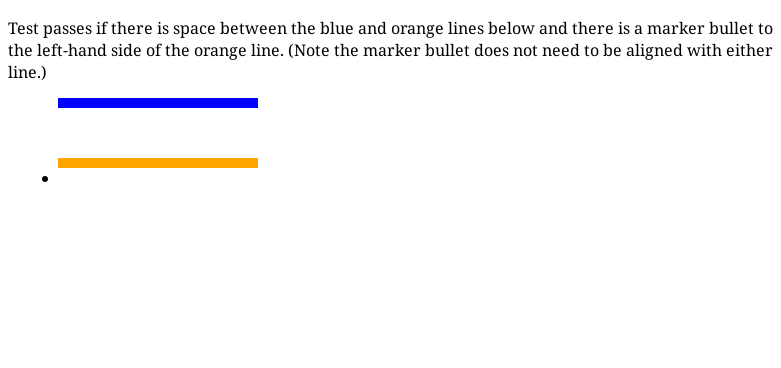 Test passes if there is space between the blue and orange lines below and there is a marker bullet to
the left-hand side of the orange line. (Note the marker bullet does not need to be aligned with either
line.)